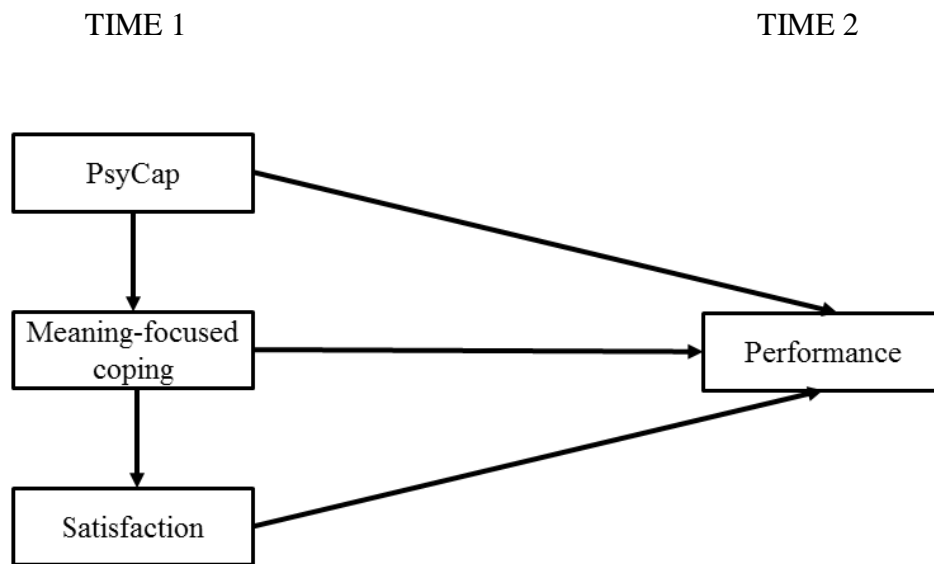 TIME 1
TIME 2
PsyCap
Meaning-focused
coping
Performance
Satisfaction